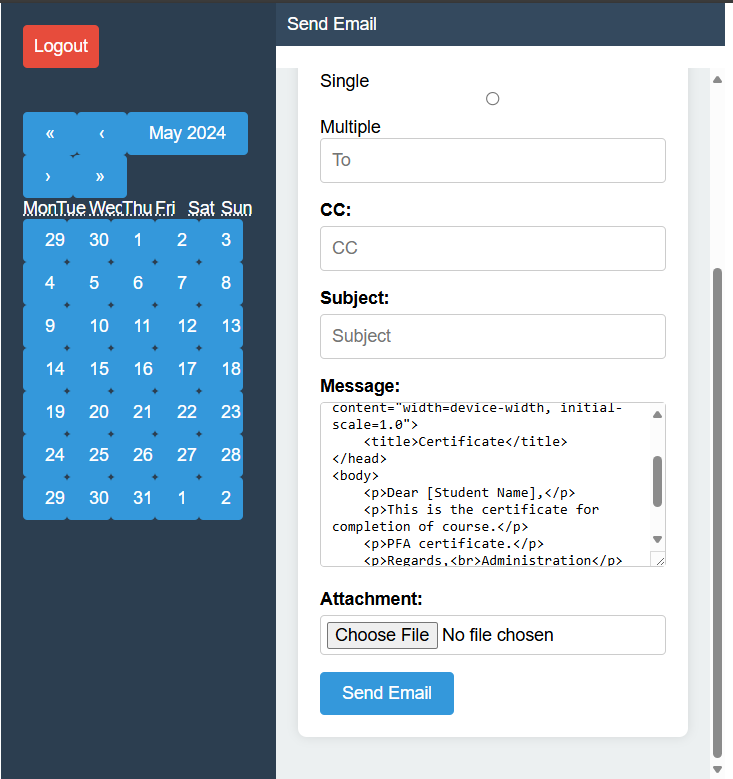 Logout
« ‹ May 2024
› »
Mon Tue Wed Thu Fri Sat Sun
29 30 1 2 3
4 5 6 7 8
9 10 11 12 13
14 15 16 17 18
19 20 21 22 23
24 25 26 27 28
29 30 31 1 2
Send Email
Single
Multiple
To
CC:
CC
Subject:
Subject
Message:
content="width=device-width, initial-
scale=1.0">
<title>Certificate</title>
</head>
<body>
<p>Dear [Student Name],</p>
<p>This is the certificate for
completion of course.</p>
<p>PFA certificate.</p>
<p>Regards,<br>Administration</p>
Attachment:
Choose File No file chosen
Send Email